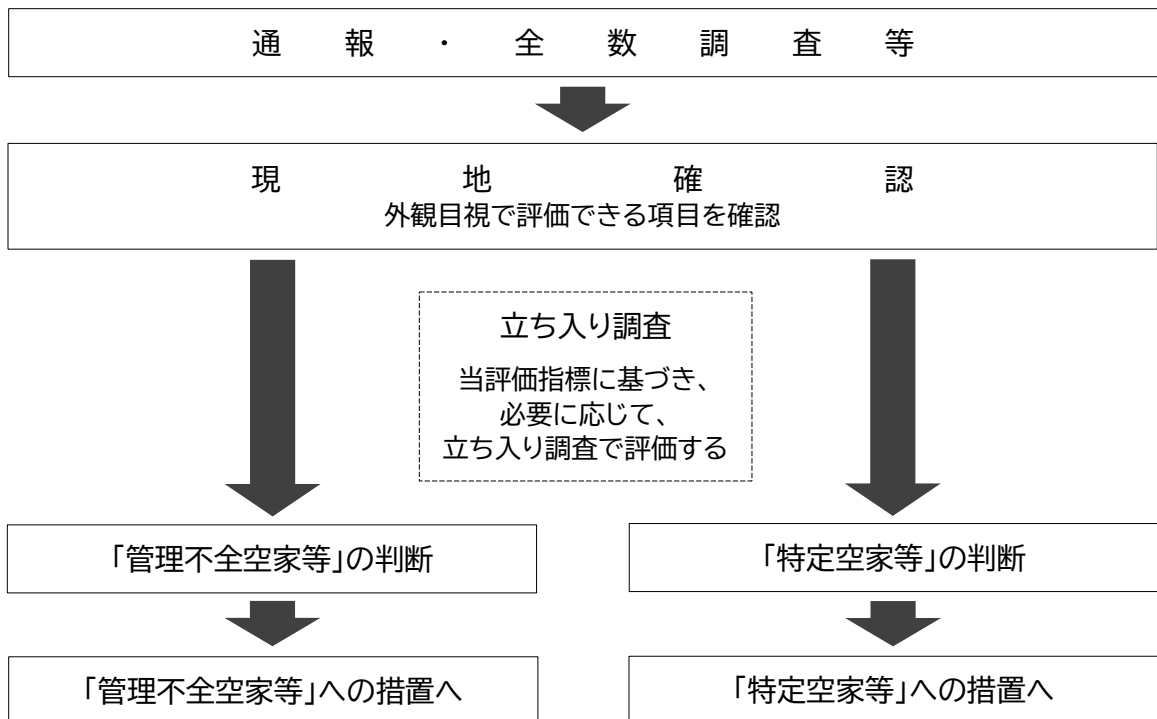 通報・全数調査等
現地確認
外観目視で評価できる項目を確認
立ち入り調査
当評価指標に基づき、
必要に応じて、
立ち入り調査で評価する
「管理不全空家等」の判断
「特定空家等」の判断
「管理不全空家等」への措置へ
「特定空家等」への措置へ